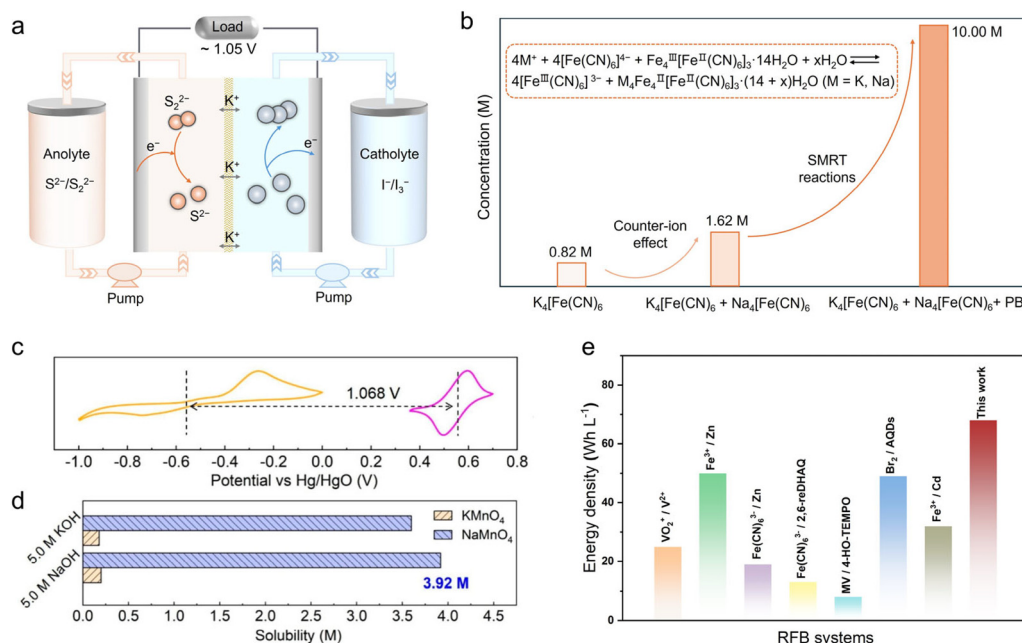 a
Load
~ 1.05 V
Anolyte
S²⁻/S₂²⁻
S₂²⁻
e⁻
S²⁻
K⁺
K⁺
K⁺
e⁻
Catholyte
I⁻/I₃⁻
Pump
Pump
b
Concentration (M)
4M⁺ + 4[Fe(CN)₆]⁴⁻ + Fe₄ᴵᴵᴵ[Feᴵᴵ(CN)₆]₃·14H₂O + xH₂O ⇌
4[Feᴵᴵᴵ(CN)₆]³⁻ + M₄Fe₄ᴵᴵ[Feᴵᴵ(CN)₆]₃·(14 + x)H₂O (M = K, Na)
10.00 M
SMRT
reactions
1.62 M
Counter-ion
effect
0.82 M
K₄[Fe(CN)₆
K₄[Fe(CN)₆ + Na₄[Fe(CN)₆
K₄[Fe(CN)₆ + Na₄[Fe(CN)₆+ PB
c
1.068 V
-1.0 -0.8 -0.6 -0.4 -0.2 0.0 0.2 0.4 0.6 0.8
Potential vs Hg/HgO (V)
d
5.0 M KOH
5.0 M NaOH
KMnO₄
NaMnO₄
3.92 M
0.0 0.5 1.0 1.5 2.0 2.5 3.0 3.5 4.0 4.5
Solubility (M)
e
Energy density (Wh L⁻¹)
80
60
40
20
0
VO₂⁺ / V²⁺
Fe³⁺ / Zn
Fe(CN)₆³⁻ / Zn
Fe(CN)₆³⁻ / 2,6-reDHAQ
MV / 4-HO-TEMPO
Br₂ / AQDs
Fe³⁺ / Cd
This work
RFB systems